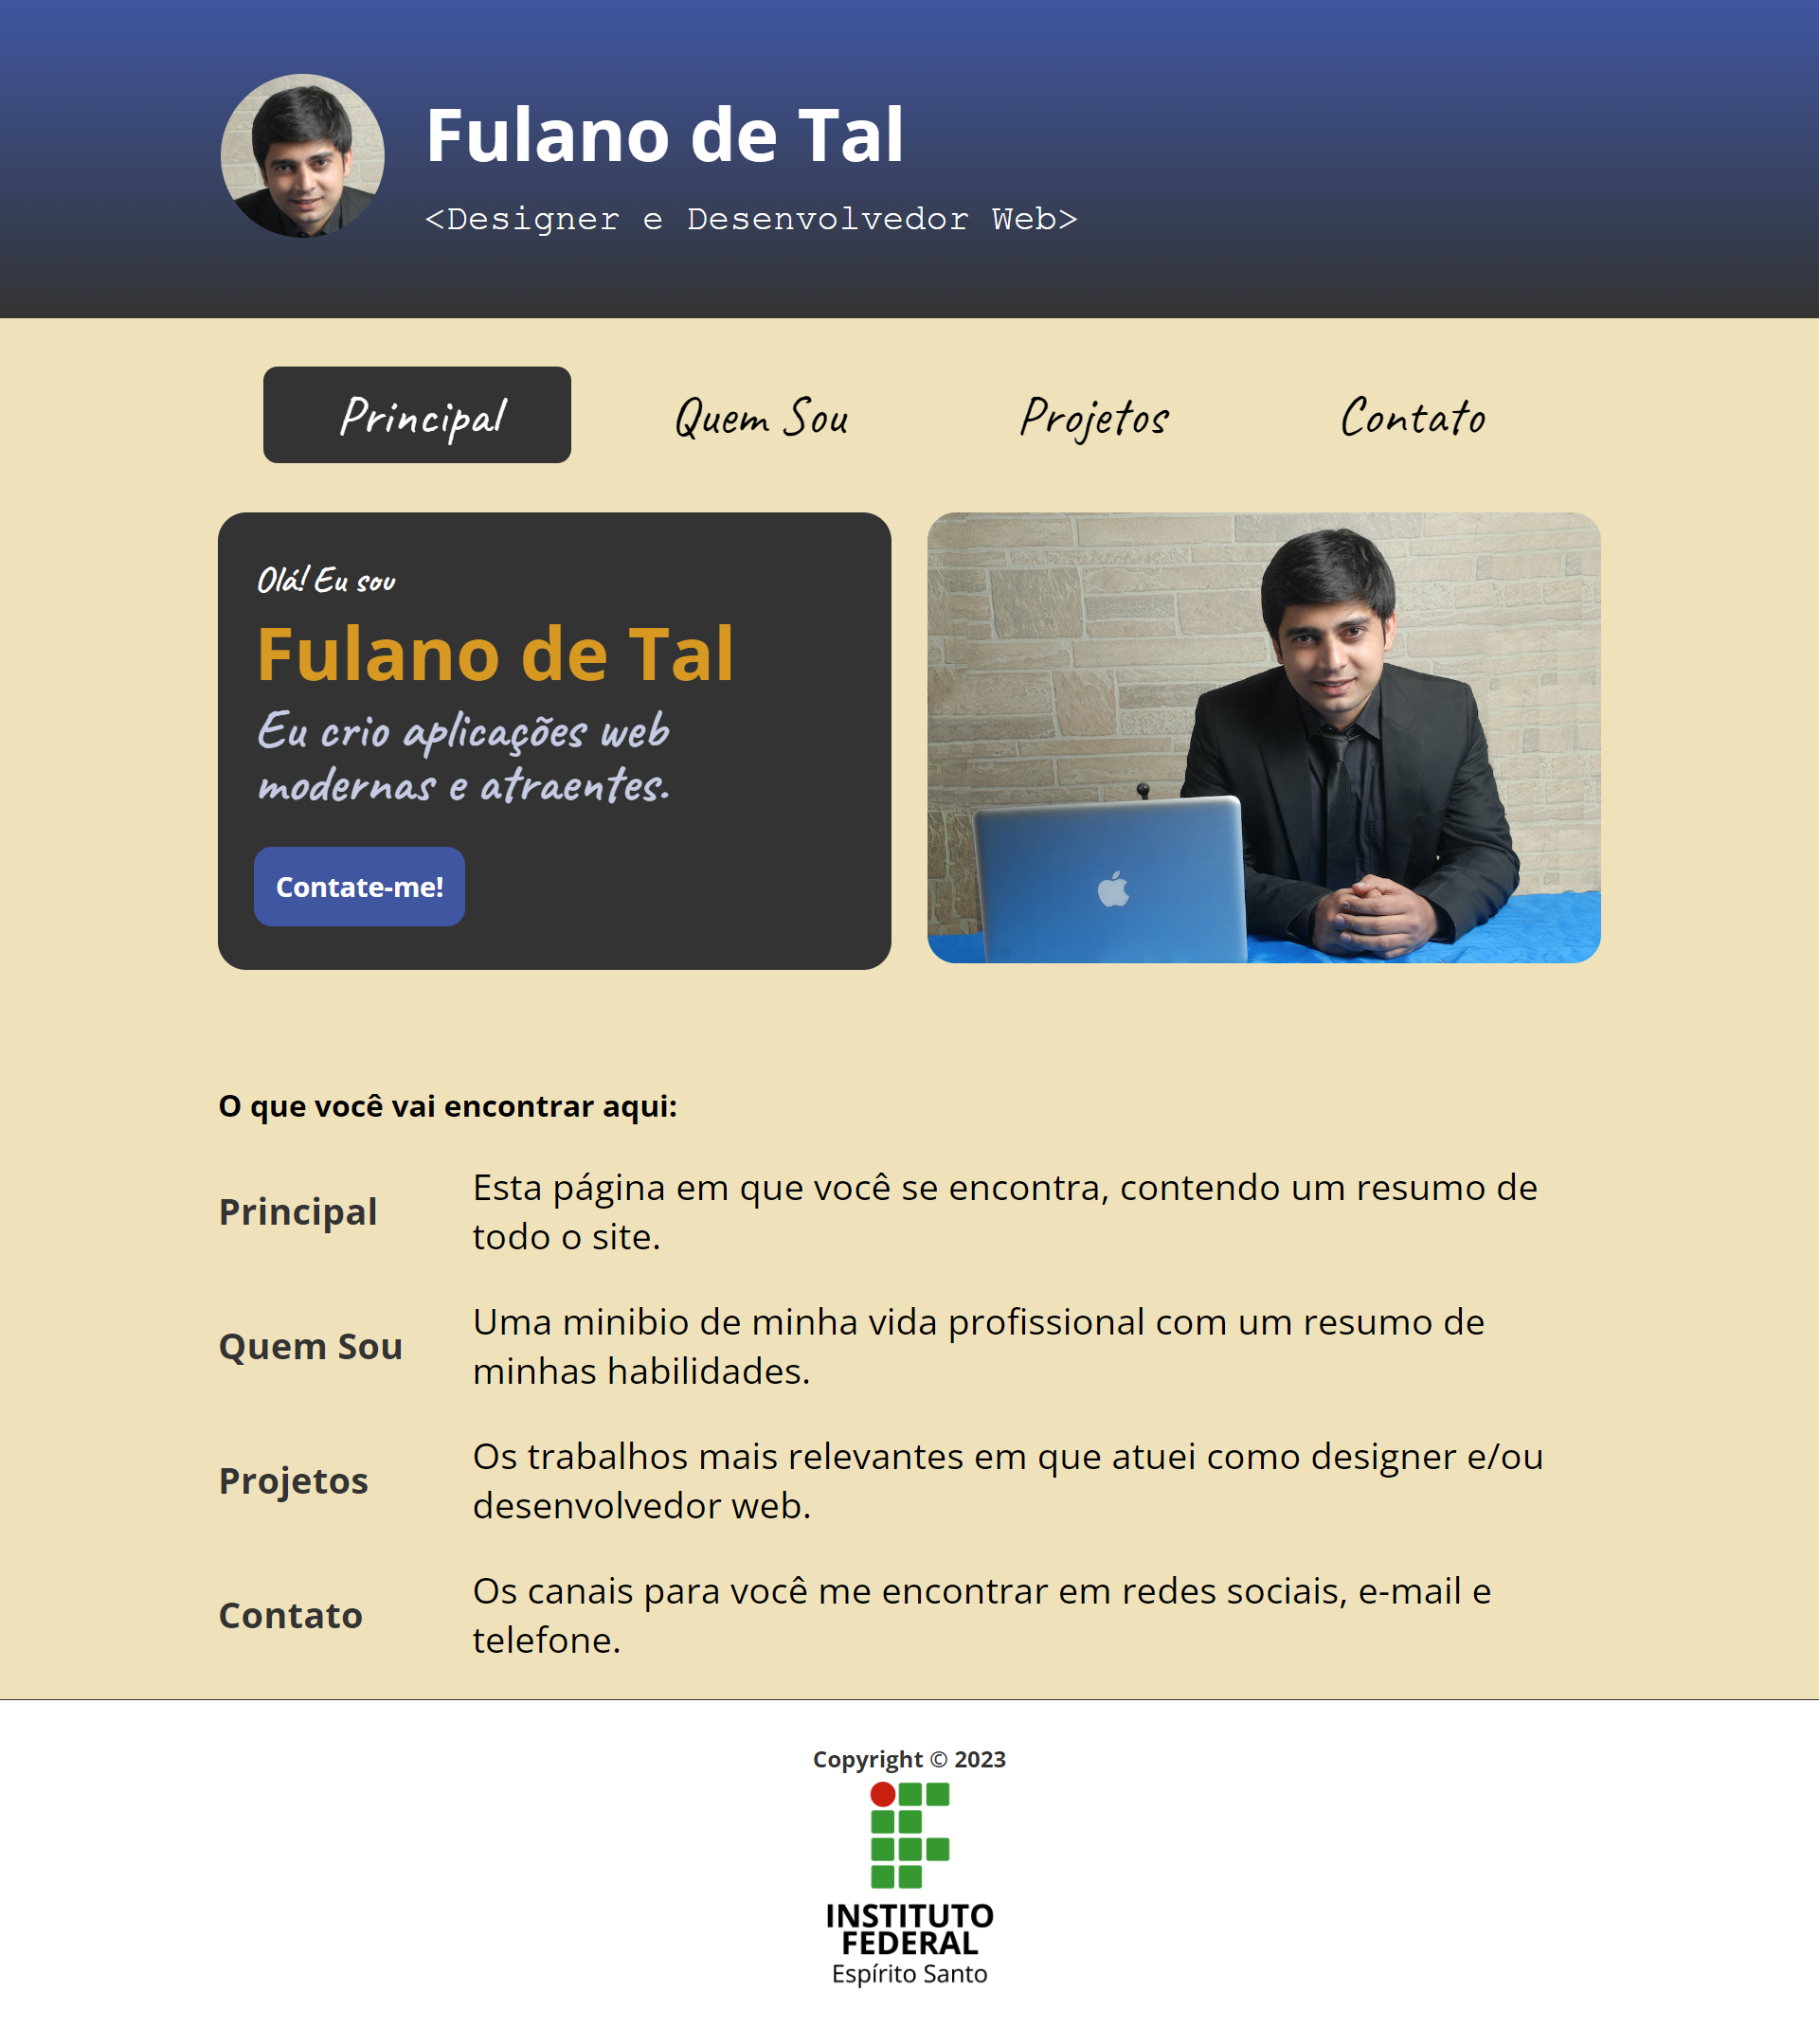 Fulano de Tal
<Designer e Desenvolvedor Web>
Principal
Quem Sou
Projetos
Contato
Olá! Eu sou
Fulano de Tal
Eu crio aplicações web
modernas e atraentes.
Contate-me!
O que você vai encontrar aqui:
Principal
Esta página em que você se encontra, contendo um resumo de
todo o site.
Quem Sou
Uma minibio de minha vida profissional com um resumo de
minhas habilidades.
Projetos
Os trabalhos mais relevantes em que atuei como designer e/ou
desenvolvedor web.
Contato
Os canais para você me encontrar em redes sociais, e-mail e
telefone.
Copyright © 2023
INSTITUTO
FEDERAL
Espírito Santo